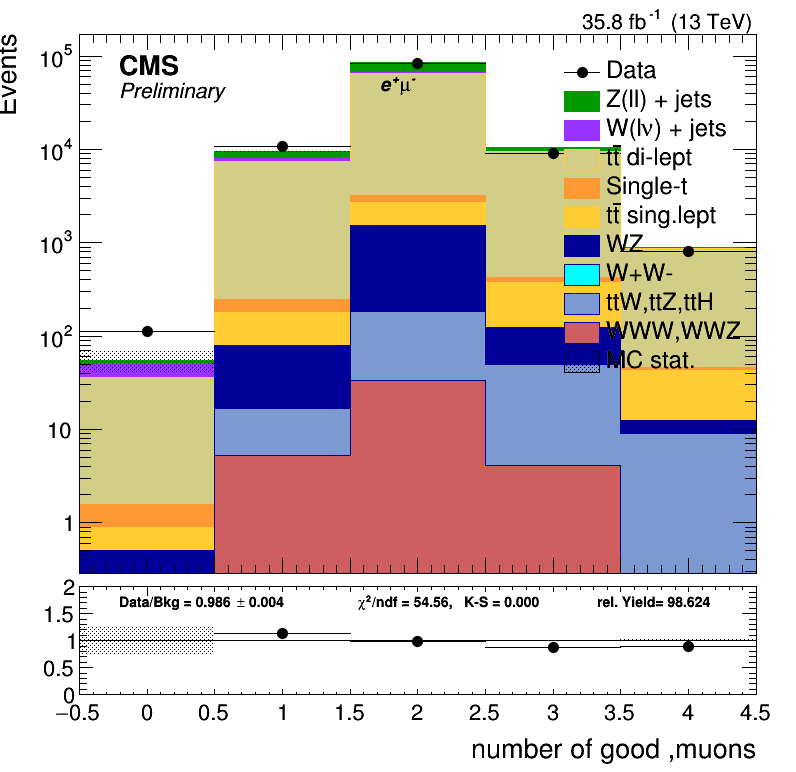 35.8 fb⁻¹ (13 TeV)
Events
CMS
Preliminary
e⁺μ⁻
Data
Z(ll) + jets
W(lν) + jets
tt̄ di-lept
Single-t
tt̄ sing.lept
WZ
W+W-
ttW,ttZ,ttH
WWW,WWZ
MC stat.
10⁵
10⁴
10³
10²
10
1
Data/Bkg = 0.986 ± 0.004
χ²/ndf = 54.56, K-S = 0.000
rel. Yield= 98.624
2
1.5
1
0.5
0
−0.5 0 0.5 1 1.5 2 2.5 3 3.5 4 4.5
number of good ,muons